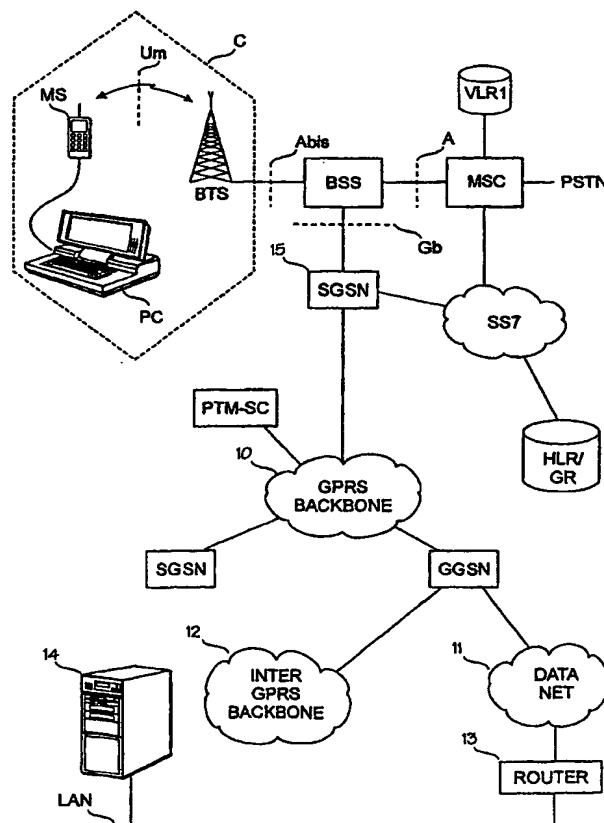 C
Um
MS
VLR1
Abis
A
BTS
BSS
MSC
PSTN
Gb
15
SGSN
PC
SS7
PTM-SC
10
GPRS
BACKBONE
HLR/
GR
SGSN
GGSN
12
INTER
GPRS
BACKBONE
11
DATA
NET
14
13
ROUTER
LAN